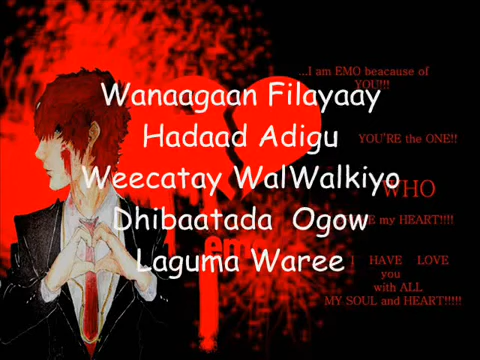 ...I am EMO beacause of
YOU!!!
Wanaagaan Filayaay
Hadaad Adigu
YOU'RE the ONE!!
Weecatay WalWalkiyo
WHO
Dhibaatada Ogow
my HEART!!!!
em
Laguma Waree
I HAVE LOVE
you
with ALL
MY SOUL and HEART!!!!!